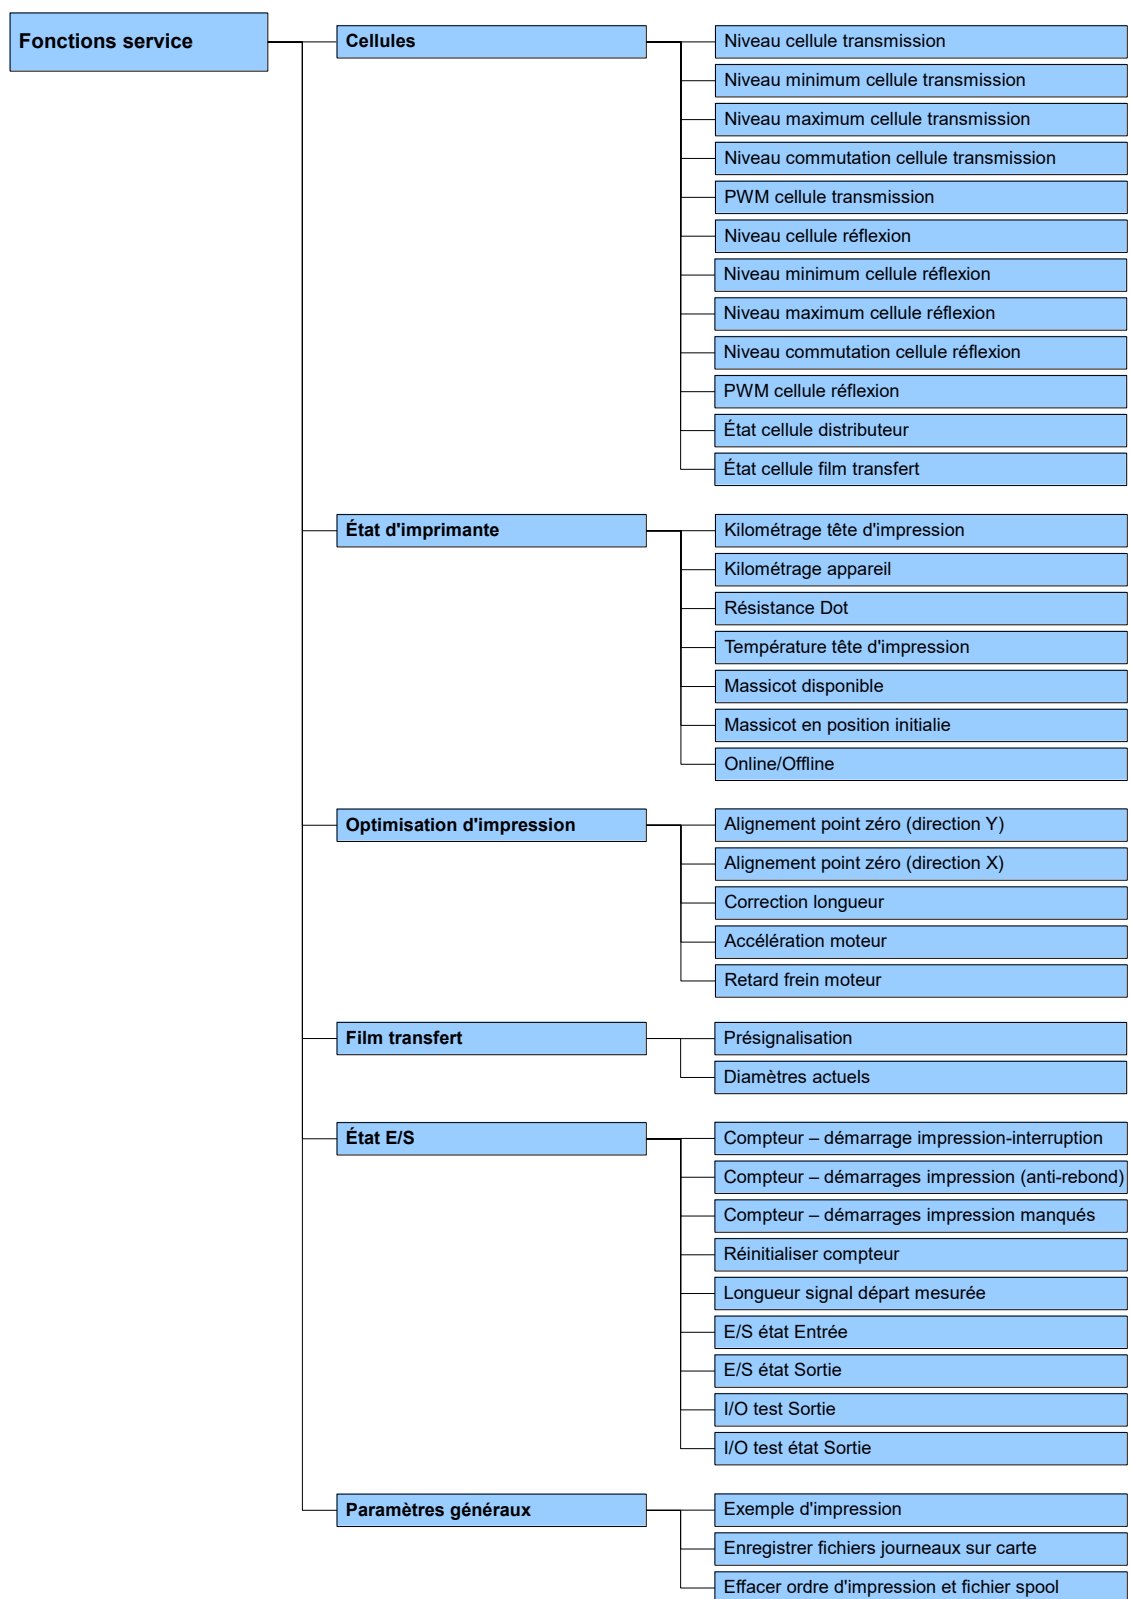 Fonctions service
Cellules
Niveau cellule transmission
Niveau minimum cellule transmission
Niveau maximum cellule transmission
Niveau commutation cellule transmission
PWM cellule transmission
Niveau cellule réflexion
Niveau minimum cellule réflexion
Niveau maximum cellule réflexion
Niveau commutation cellule réflexion
PWM cellule réflexion
État cellule distributeur
État cellule film transfert
État d'imprimante
Kilométrage tête d'impression
Kilométrage appareil
Résistance Dot
Température tête d'impression
Massicot disponible
Massicot en position initialie
Online/Offline
Optimisation d'impression
Alignement point zéro (direction Y)
Alignement point zéro (direction X)
Correction longueur
Accélération moteur
Retard frein moteur
Film transfert
Présignalisation
Diamètres actuels
État E/S
Compteur – démarrage impression-interruption
Compteur – démarrages impression (anti-rebond)
Compteur – démarrages impression manqués
Réinitialiser compteur
Longueur signal départ mesurée
E/S état Entrée
E/S état Sortie
I/O test Sortie
I/O test état Sortie
Paramètres généraux
Exemple d'impression
Enregistrer fichiers journeaux sur carte
Effacer ordre d'impression et fichier spool